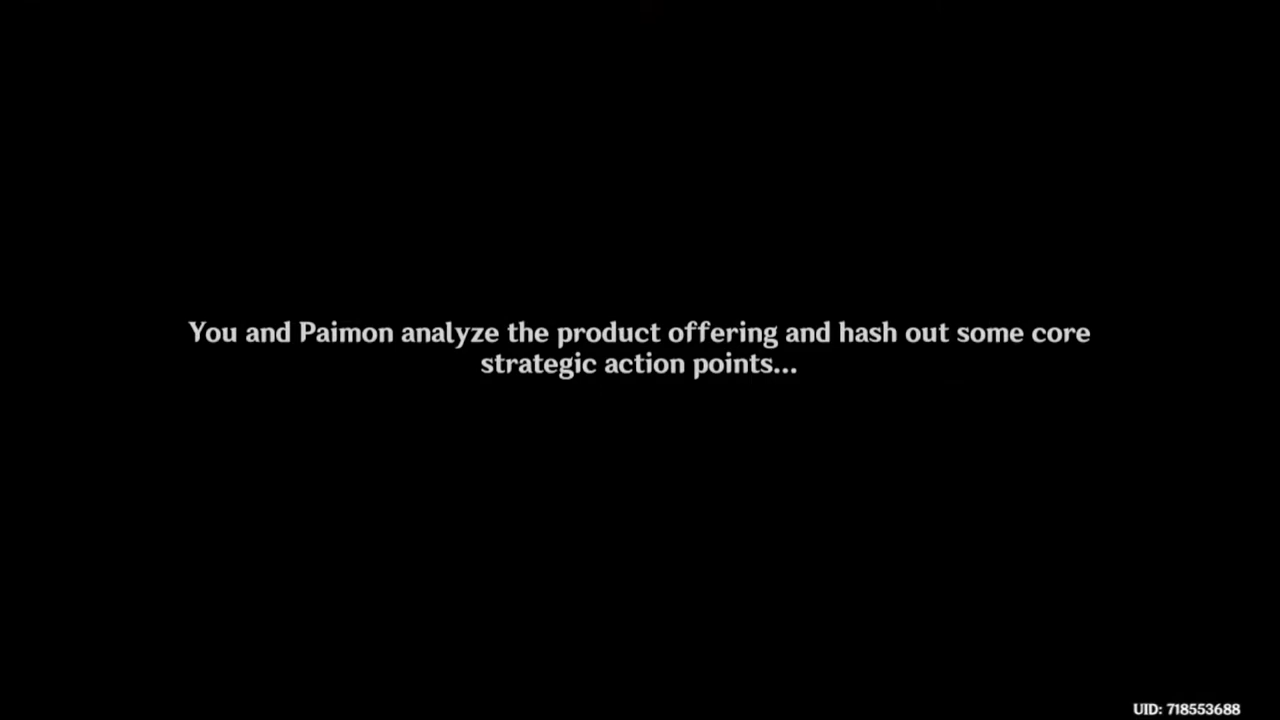 You and Paimon analyze the product offering and hash out some core
strategic action points...
UID: 718553688